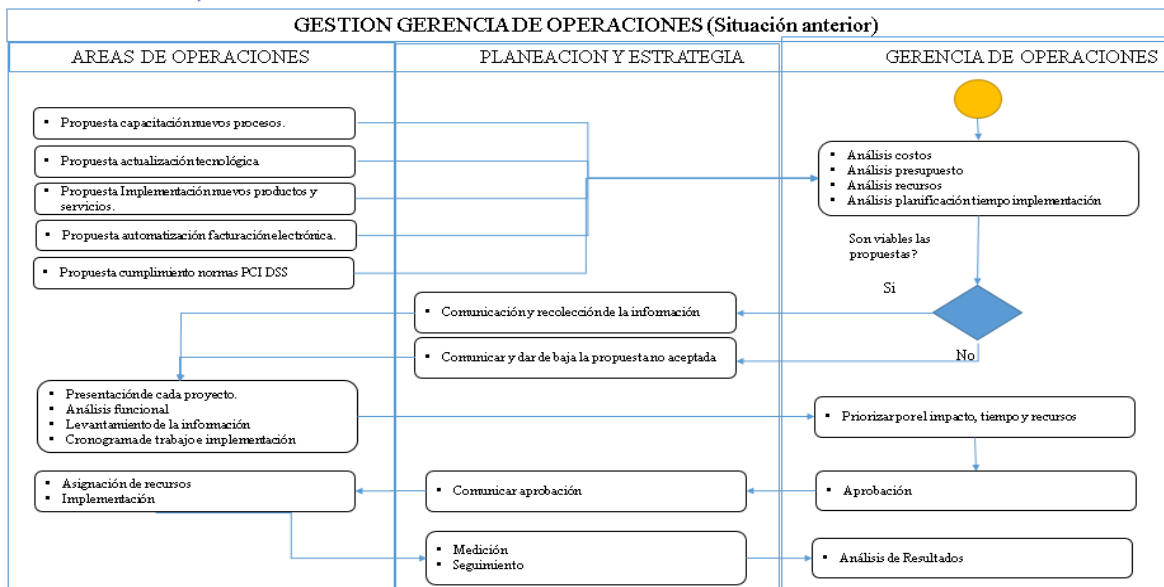 GESTION GERENCIA DE OPERACIONES (Situación anterior)
AREAS DE OPERACIONES
PLANEACION Y ESTRATEGIA
GERENCIA DE OPERACIONES
▪ Propuesta capacitación nuevos procesos.
▪ Propuesta actualización tecnológica
▪ Propuesta Implementación nuevos productos y
servicios.
▪ Propuesta automatización facturación electrónica.
▪ Propuesta cumplimiento normas PCI DSS
▪ Análisis costos
▪ Análisis presupuesto
▪ Análisis recursos
▪ Análisis planificación tiempo implementación
Son viables las
propuestas?
Si
No
▪ Comunicación y recolección de la información
▪ Comunicar y dar de baja la propuesta no aceptada
▪ Presentación de cada proyecto.
▪ Análisis funcional
▪ Levantamiento de la información
▪ Cronograma de trabajo e implementación
▪ Priorizar por el impacto, tiempo y recursos
▪ Asignación de recursos
▪ Implementación
▪ Comunicar aprobación
▪ Aprobación
▪ Medición
▪ Seguimiento
▪ Análisis de Resultados